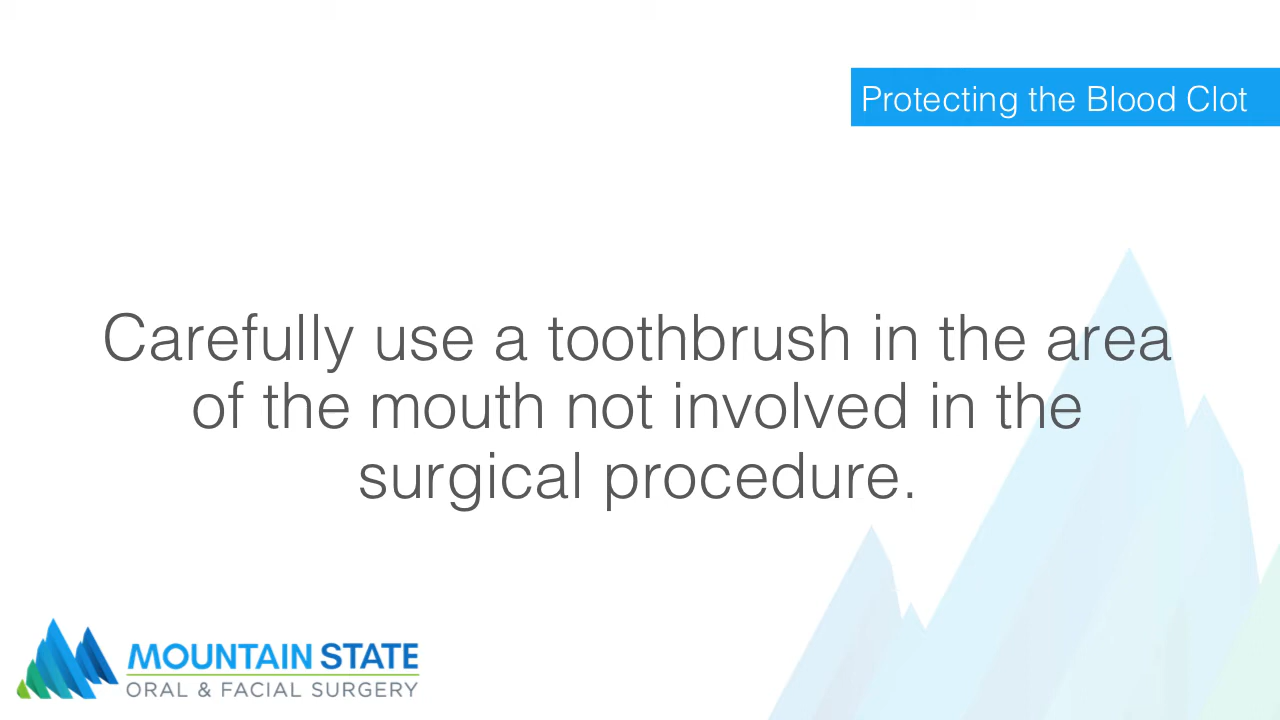 Protecting the Blood Clot
Carefully use a toothbrush in the area
of the mouth not involved in the
surgical procedure.
MOUNTAIN STATE
ORAL & FACIAL SURGERY